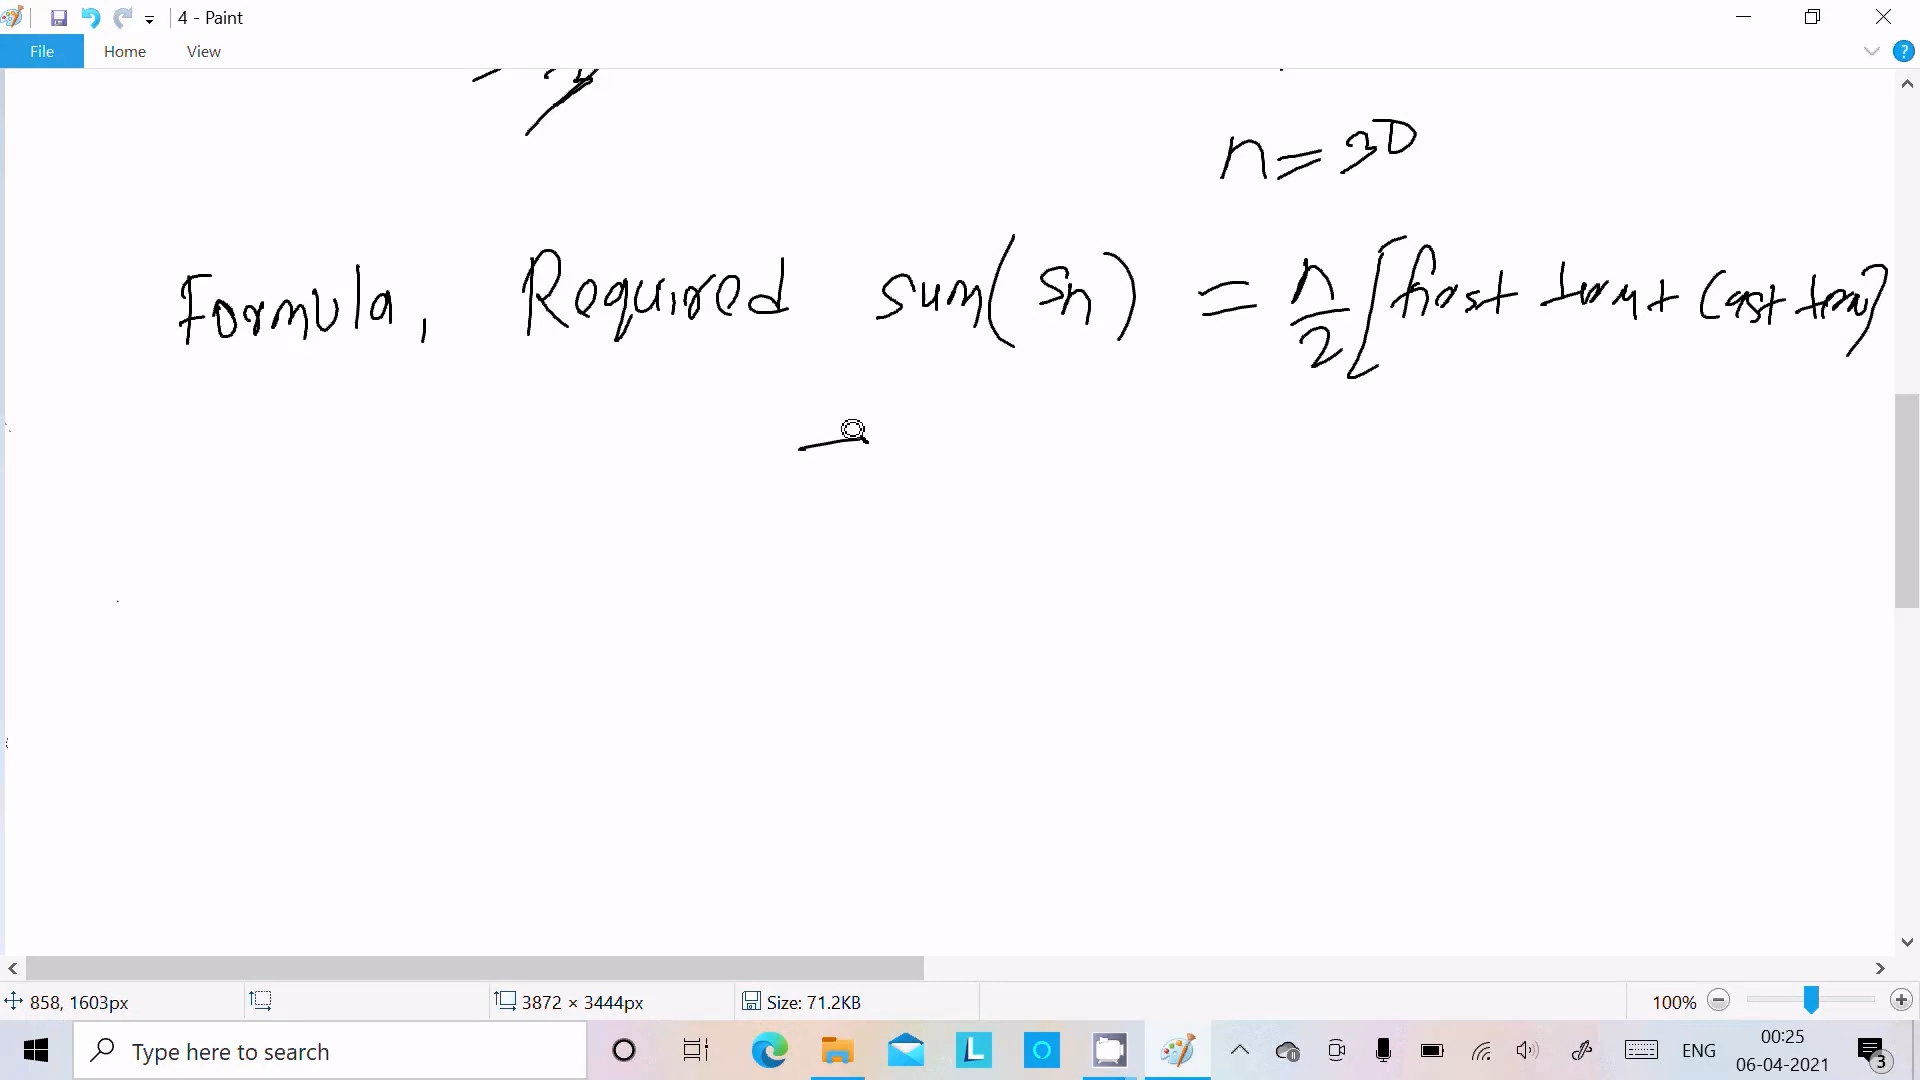 4 - Paint
File Home View
n = 30
Formula, Required sum (Sn) = n/2 [first term + last term]
858, 1603px 3872 × 3444px Size: 71.2KB 100%
Type here to search L ENG 00:25
06-04-2021 3